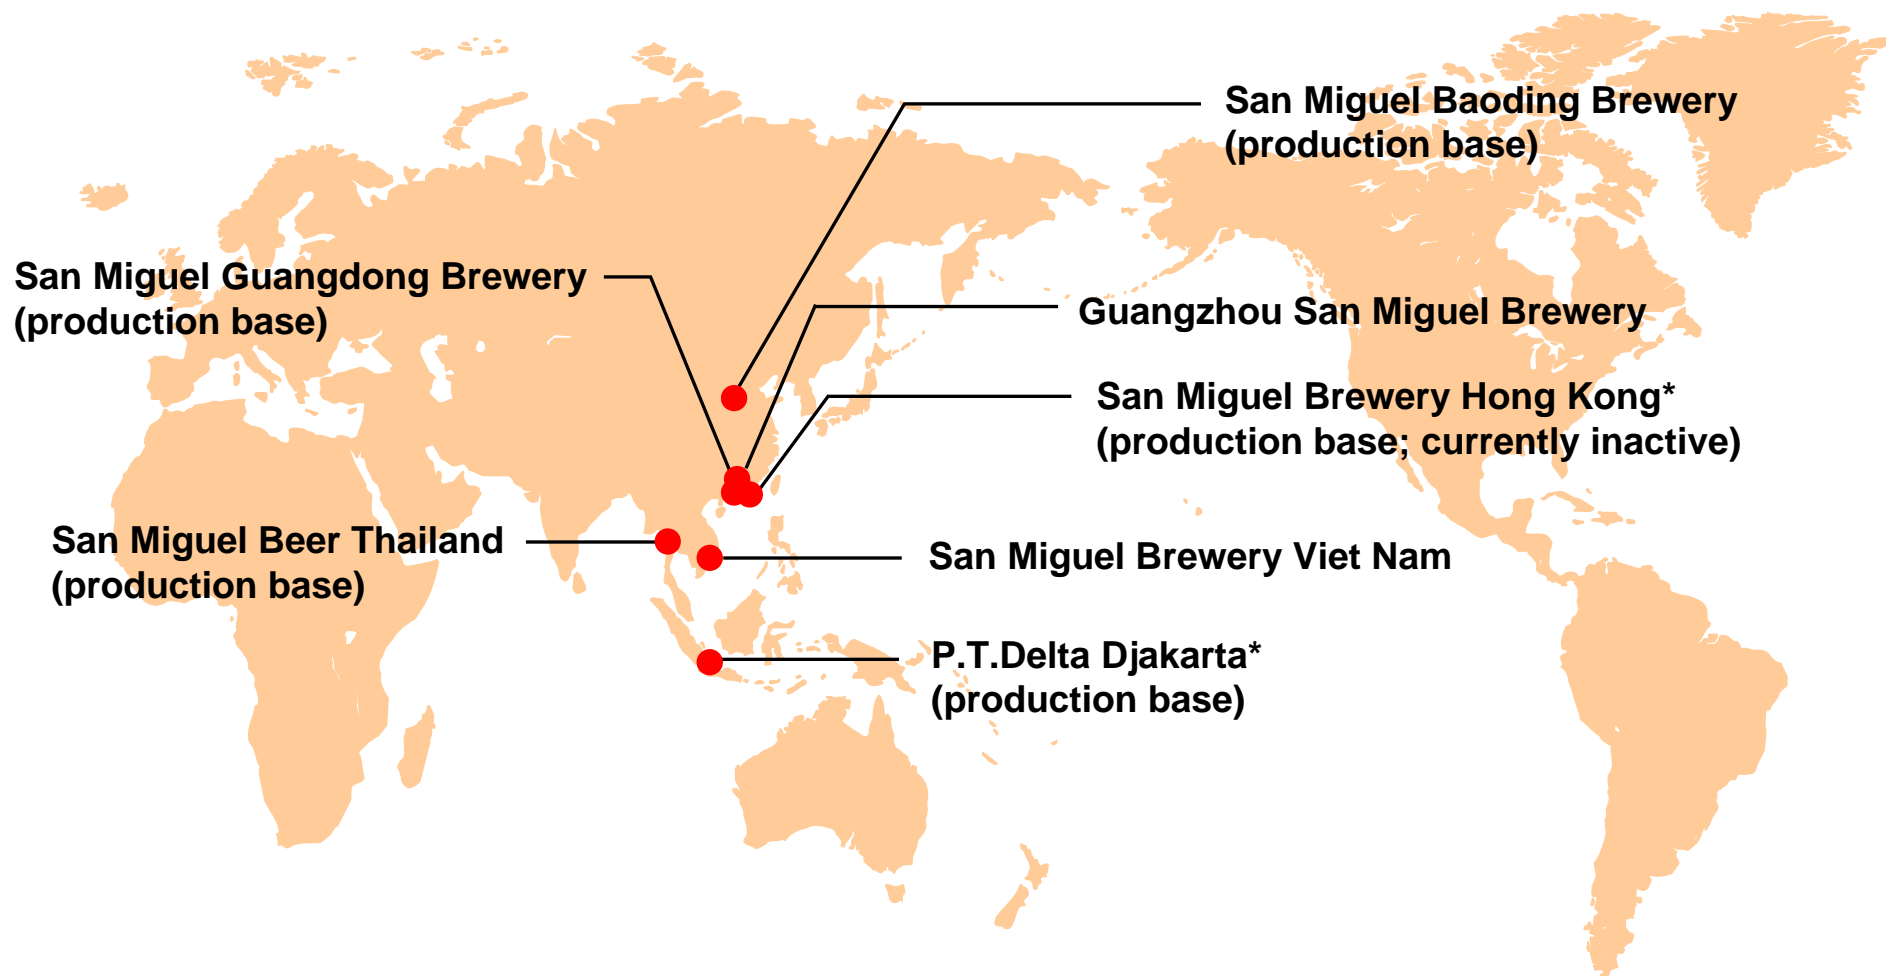 San Miguel Baoding Brewery
(production base)
San Miguel Guangdong Brewery
(production base)
Guangzhou San Miguel Brewery
San Miguel Brewery Hong Kong*
(production base; currently inactive)
San Miguel Beer Thailand
(production base)
San Miguel Brewery Viet Nam
P.T.Delta Djakarta*
(production base)